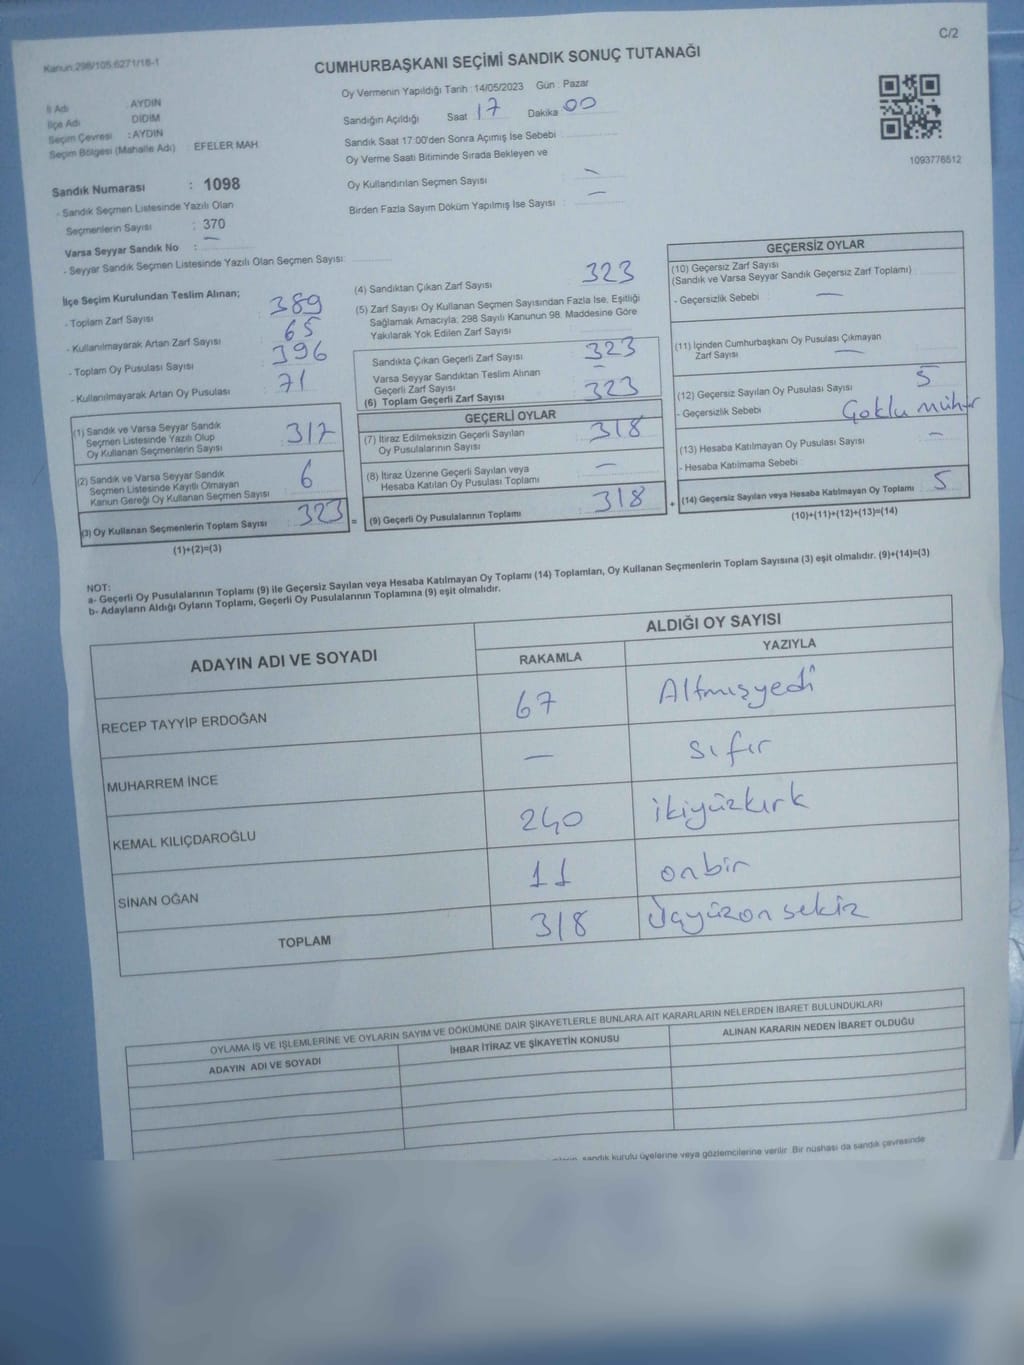 C/2
Kanun 298/105.6271/18-1
CUMHURBAŞKANI SEÇİMİ SANDIK SONUÇ TUTANAĞI
Oy Vermenin Yapıldığı Tarih : 14/05/2023 Gün : Pazar
İl Adı : AYDIN
İlçe Adı DİDİM
Seçim Çevresi : AYDIN
Seçim Bölgesi (Mahalle Adı) : EFELER MAH.
Sandığın Açıldığı Saat 17 Dakika 00
Sandık Saat 17:00'den Sonra Açımış İse Sebebi
Oy Verme Saati Bitiminde Sırada Bekleyen ve
Oy Kullandırılan Seçmen Sayısı : —
Birden Fazla Sayım Döküm Yapılmış İse Sayısı : —
1093776512
Sandık Numarası : 1098
- Sandık Seçmen Listesinde Yazılı Olan
Seçmenlerin Sayısı : 370
Varsa Seyyar Sandık No : —
- Seyyar Sandık Seçmen Listesinde Yazılı Olan Seçmen Sayısı:
İlçe Seçim Kurulundan Teslim Alınan;
- Toplam Zarf Sayısı : 389
- Kullanılmayarak Artan Zarf Sayısı : 65
- Toplam Oy Pusulası Sayısı : 396
- Kullanılmayarak Artan Oy Pusulası : 71
(1) Sandık ve Varsa Seyyar Sandık
Seçmen Listesinde Yazılı Olup
Oy Kullanan Seçmenlerin Sayısı 317
(2) Sandık ve Varsa Seyyar Sandık
Seçmen Listesinde Kayıtlı Olmayan
Kanun Gereği Oy Kullanan Seçmen Sayısı 6
(3) Oy Kullanan Seçmenlerin Toplam Sayısı 323 =
(1)+(2)=(3)
(4) Sandıktan Çıkan Zarf Sayısı 323
(5) Zarf Sayısı Oy Kullanan Seçmen Sayısından Fazla İse, Eşitliği
Sağlamak Amacıyla, 298 Sayılı Kanunun 98. Maddesine Göre
Yakılarak Yok Edilen Zarf Sayısı :
Sandıkta Çıkan Geçerli Zarf Sayısı 323
Varsa Seyyar Sandıktan Teslim Alınan
Geçerli Zarf Sayısı —
(6) Toplam Geçerli Zarf Sayısı 323
GEÇERLİ OYLAR
(7) İtiraz Edilmeksizin Geçerli Sayılan
Oy Pusulalarının Sayısı 318
(8) İtiraz Üzerine Geçerli Sayılan veya
Hesaba Katılan Oy Pusulası Toplamı —
(9) Geçerli Oy Pusulalarının Toplamı 318 +
GEÇERSİZ OYLAR
(10) Geçersiz Zarf Sayısı
(Sandık ve Varsa Seyyar Sandık Geçersiz Zarf Toplamı)
- Geçersizlik Sebebi —
(11) İçinden Cumhurbaşkanı Oy Pusulası Çıkmayan
Zarf Sayısı —
(12) Geçersiz Sayılan Oy Pusulası Sayısı 5
- Geçersizlik Sebebi : Çoklu mühür
(13) Hesaba Katılmayan Oy Pusulası Sayısı —
- Hesaba Katılmama Sebebi :
(14) Geçersiz Sayılan veya Hesaba Katılmayan Oy Toplamı 5
(10)+(11)+(12)+(13)=(14)
NOT:
a- Geçerli Oy Pusulalarının Toplamı (9) ile Geçersiz Sayılan veya Hesaba Katılmayan Oy Toplamı (14) Toplamları, Oy Kullanan Seçmenlerin Toplam Sayısına (3) eşit olmalıdır. (9)+(14)=(3)
b- Adayların Aldığı Oyların Toplamı, Geçerli Oy Pusulalarının Toplamına (9) eşit olmalıdır.
ADAYIN ADI VE SOYADI ALDIĞI OY SAYISI
RAKAMLA YAZIYLA
RECEP TAYYİP ERDOĞAN 67 Altmışyedi
MUHARREM İNCE — sıfır
KEMAL KILIÇDAROĞLU 240 ikiyüzkırk
SİNAN OĞAN 11 onbir
TOPLAM 318 üçyüzonsekiz
OYLAMA İŞ VE İŞLEMLERİNE VE OYLARIN SAYIM VE DÖKÜMÜNE DAİR ŞİKAYETLERLE BUNLARA AİT KARARLARIN NELERDEN İBARET BULUNDUKLARI
ADAYIN ADI VE SOYADI İHBAR İTİRAZ VE ŞİKAYETİN KONUSU ALINAN KARARIN NEDEN İBARET OLDUĞU
sandık kurulu üyelerine veya gözlemcilerine verilir. Bir nüshası da sandık çevresinde